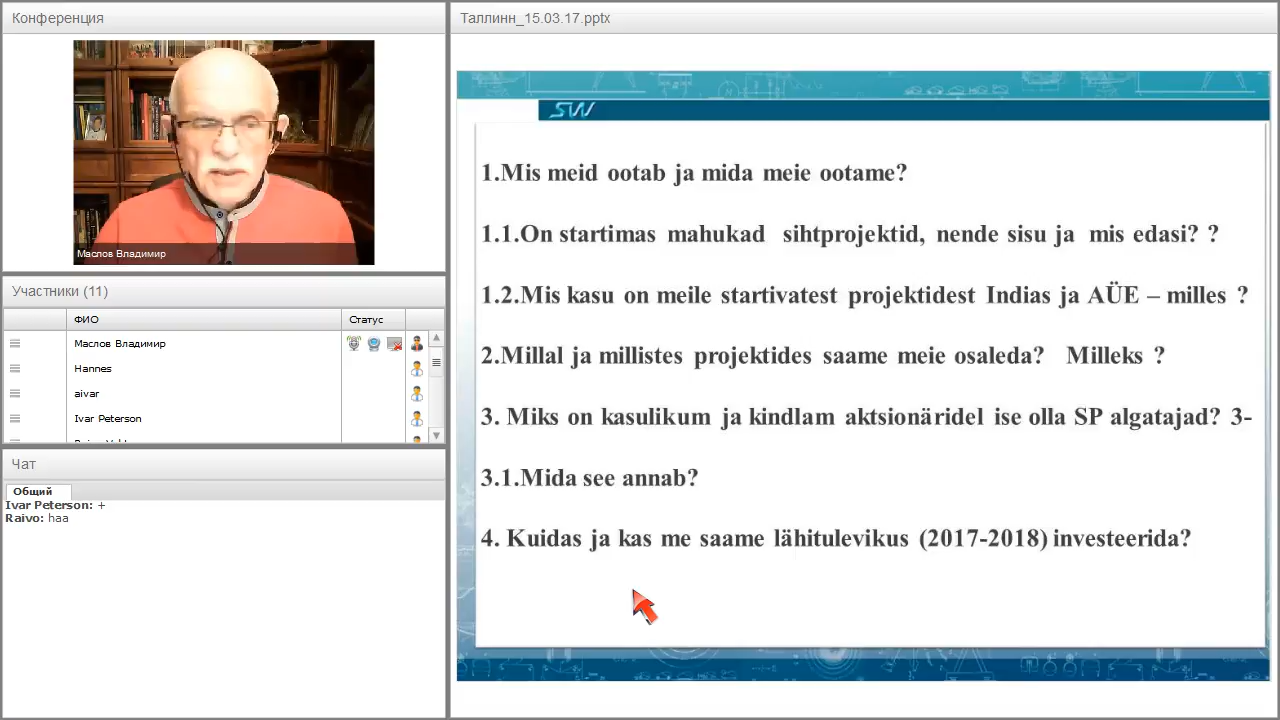 Конференция
Маслов Владимир
Участники (11)
ФИО
Статус
Маслов Владимир
Hannes
aivar
Ivar Peterson
Чат
Общий
Ivar Peterson: +
Raivo: haa
Таллинн_15.03.17.pptx
SW
1.Mis meid ootab ja mida meie ootame?
1.1.On startimas mahukad sihtprojektid, nende sisu ja mis edasi? ?
1.2.Mis kasu on meile startivatest projektidest Indias ja AÜE – milles ?
2.Millal ja millistes projektides saame meie osaleda? Milleks ?
3. Miks on kasulikum ja kindlam aktsionäridel ise olla SP algatajad? 3-
3.1.Mida see annab?
4. Kuidas ja kas me saame lähitulevikus (2017-2018) investeerida?